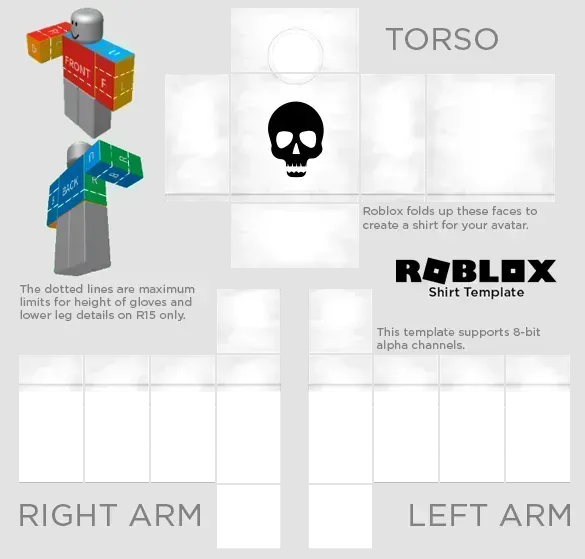 TORSO
FRONT
F
L
BACK
R
B
Roblox folds up these faces to
create a shirt for your avatar.
ROBLOX
Shirt Template
The dotted lines are maximum
limits for height of gloves and
lower leg details on R15 only.
This template supports 8-bit
alpha channels.
RIGHT ARM
LEFT ARM